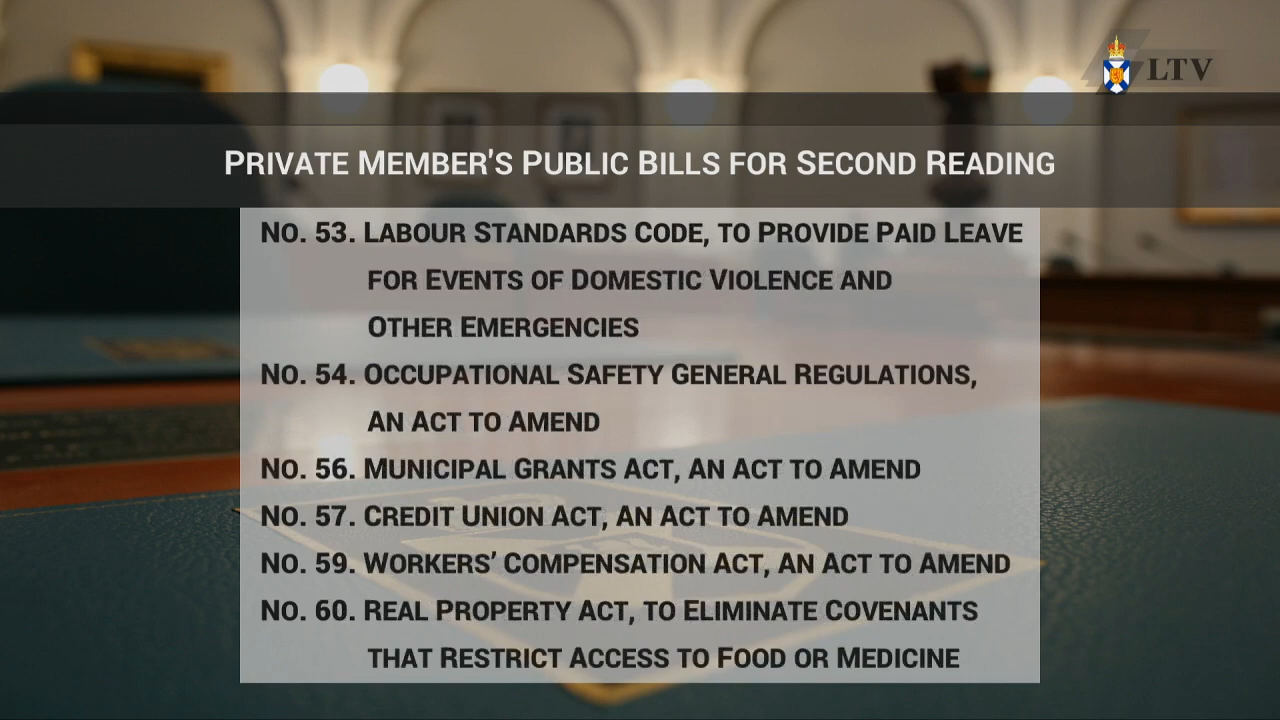 LTV
PRIVATE MEMBER'S PUBLIC BILLS FOR SECOND READING
NO. 53. LABOUR STANDARDS CODE, TO PROVIDE PAID LEAVE
FOR EVENTS OF DOMESTIC VIOLENCE AND
OTHER EMERGENCIES
NO. 54. OCCUPATIONAL SAFETY GENERAL REGULATIONS,
AN ACT TO AMEND
NO. 56. MUNICIPAL GRANTS ACT, AN ACT TO AMEND
NO. 57. CREDIT UNION ACT, AN ACT TO AMEND
NO. 59. WORKERS’ COMPENSATION ACT, AN ACT TO AMEND
NO. 60. REAL PROPERTY ACT, TO ELIMINATE COVENANTS
THAT RESTRICT ACCESS TO FOOD OR MEDICINE